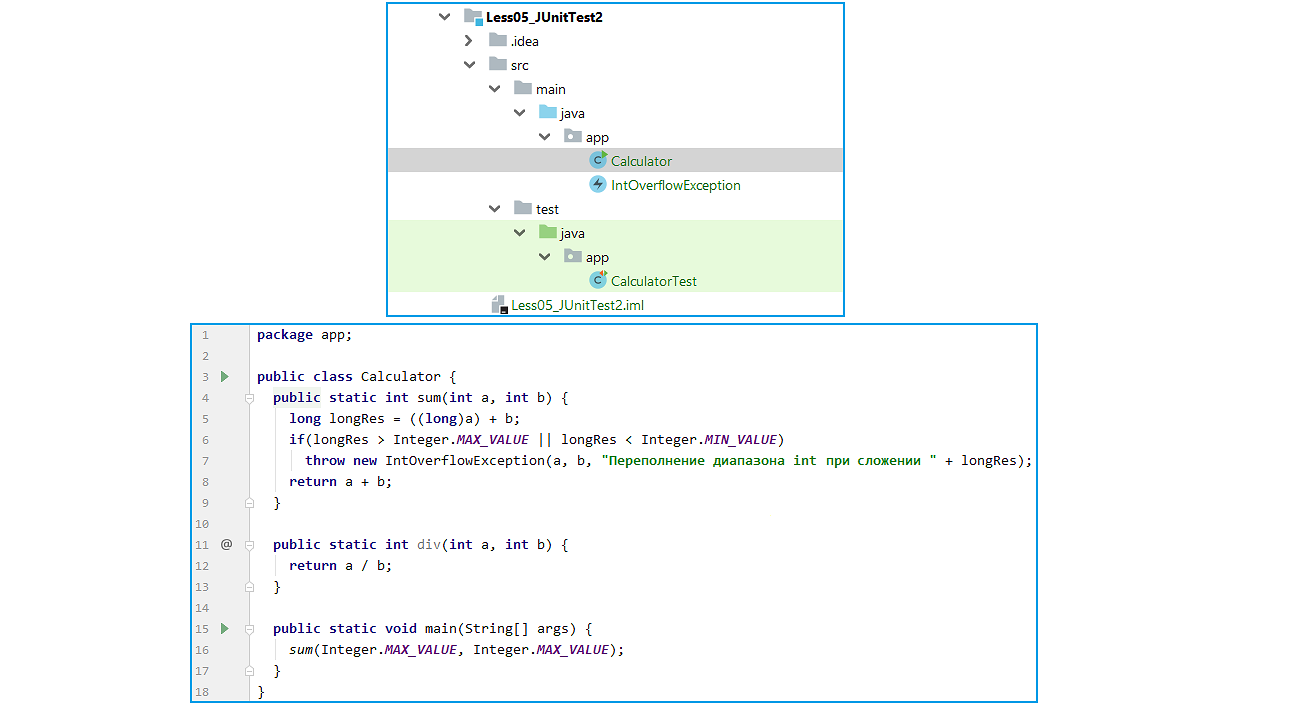 Less05_JUnitTest2
.idea
src
main
java
app
Calculator
IntOverflowException
test
java
app
CalculatorTest
Less05_JUnitTest2.iml
1 package app;
2
3 public class Calculator {
4 public static int sum(int a, int b) {
5 long longRes = ((long)a) + b;
6 if(longRes > Integer.MAX_VALUE || longRes < Integer.MIN_VALUE)
7 throw new IntOverflowException(a, b, "Переполнение диапазона int при сложении " + longRes);
8 return a + b;
9 }
10
11 @ public static int div(int a, int b) {
12 return a / b;
13 }
14
15 public static void main(String[] args) {
16 sum(Integer.MAX_VALUE, Integer.MAX_VALUE);
17 }
18 }